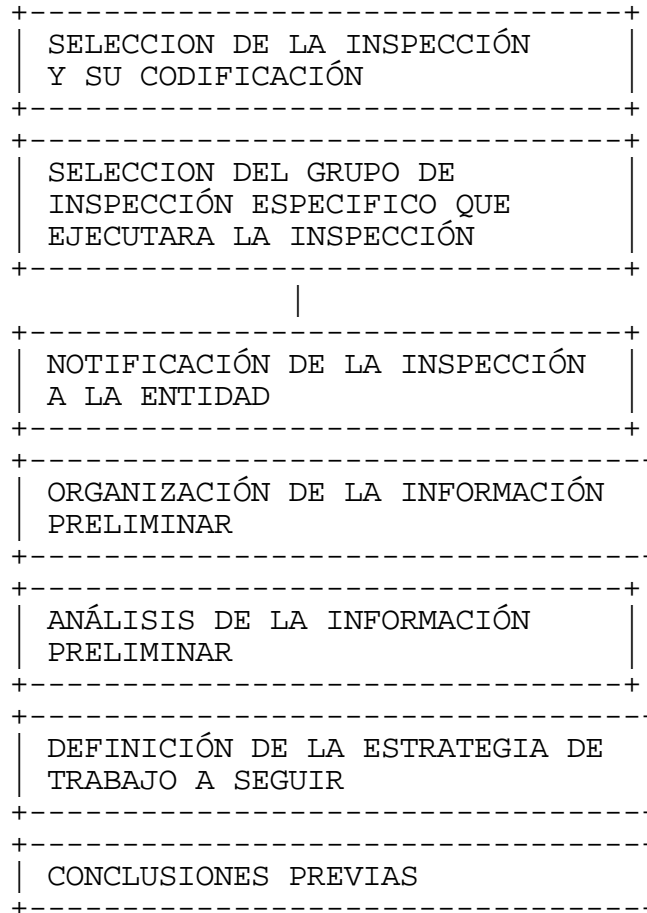 SELECCION DE LA INSPECCIÓN
Y SU CODIFICACIÓN
SELECCION DEL GRUPO DE
INSPECCIÓN ESPECIFICO QUE
EJECUTARA LA INSPECCIÓN
NOTIFICACIÓN DE LA INSPECCIÓN
A LA ENTIDAD
ORGANIZACIÓN DE LA INFORMACIÓN
PRELIMINAR
ANÁLISIS DE LA INFORMACIÓN
PRELIMINAR
DEFINICIÓN DE LA ESTRATEGIA DE
TRABAJO A SEGUIR
CONCLUSIONES PREVIAS